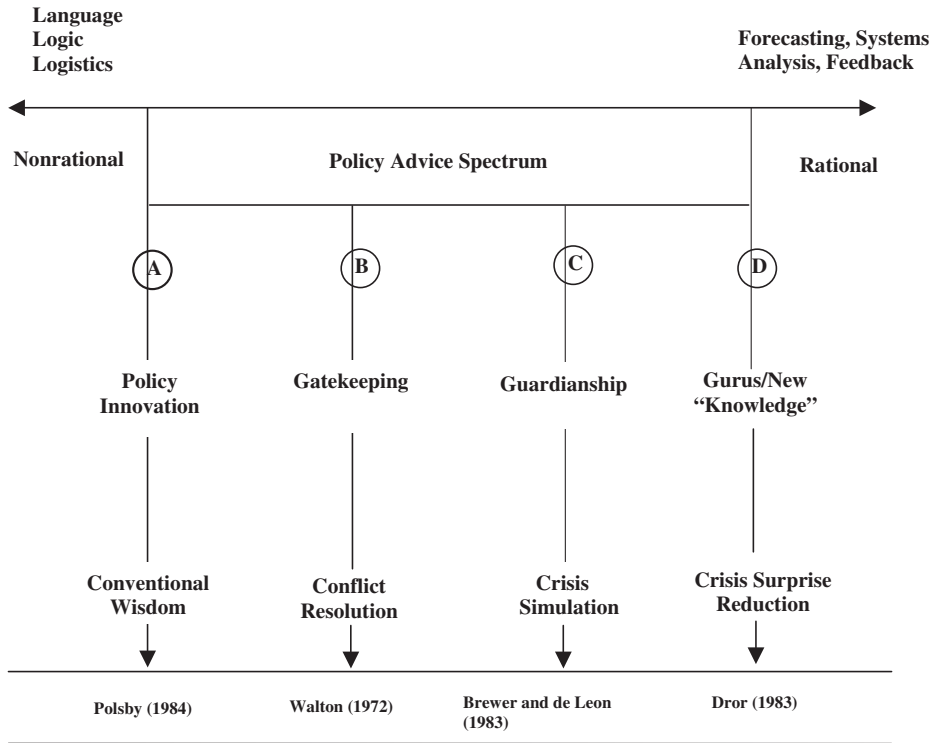 Language
Logic
Logistics
Forecasting, Systems
Analysis, Feedback
Nonrational
Policy Advice Spectrum
Rational
A
B
C
D
Policy
Innovation
Gatekeeping
Guardianship
Gurus/New
“Knowledge”
Conventional
Wisdom
Conflict
Resolution
Crisis
Simulation
Crisis Surprise
Reduction
Polsby (1984)
Walton (1972)
Brewer and de Leon
(1983)
Dror (1983)